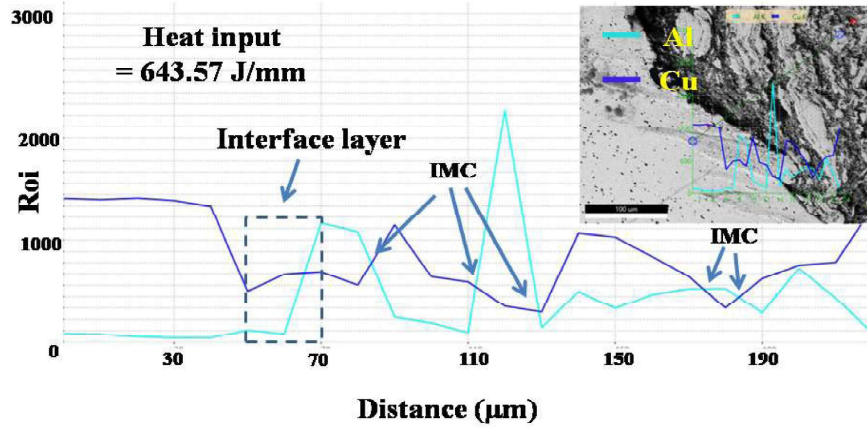 3000
2000
1000
0
Roi
Heat input
= 643.57 J/mm
Interface layer
IMC
IMC
Al
Cu
100 μm
0 30 70 110 150 190
Distance (μm)